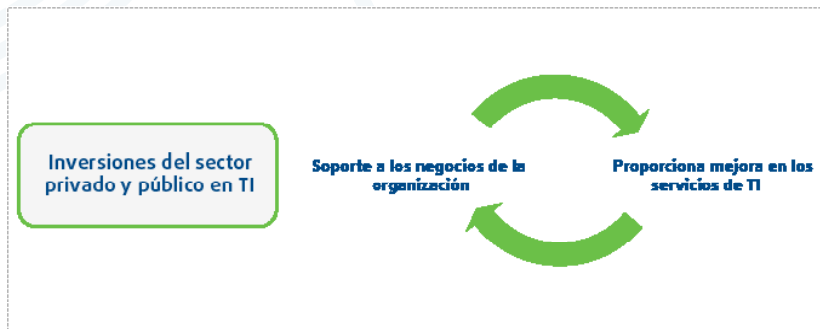 Inversiones del sector
privado y público en TI
Soporte a los negocios de la
organización
Proporciona mejora en los
servicios de TI